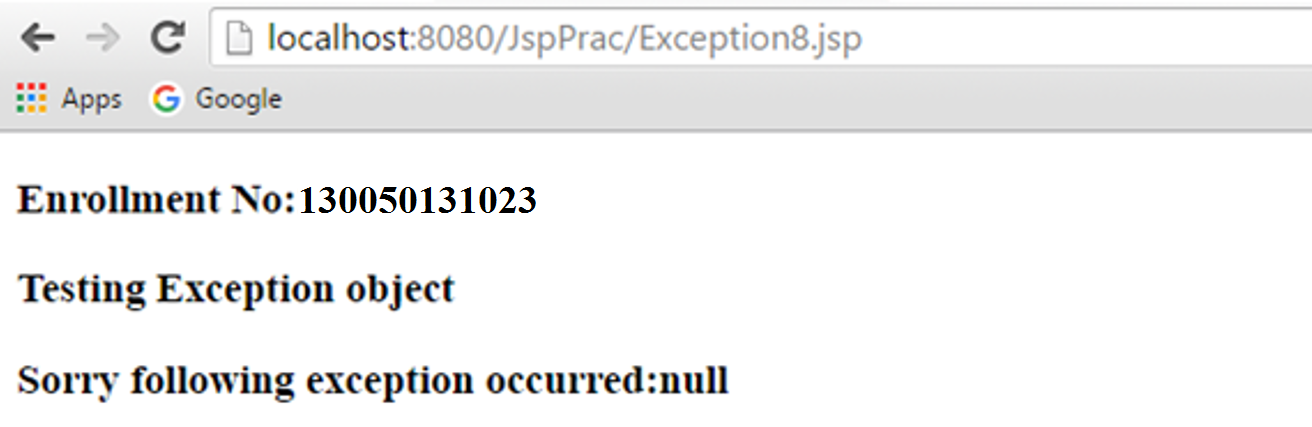 localhost:8080/JspPrac/Exception8.jsp
Apps Google
Enrollment No:130050131023
Testing Exception object
Sorry following exception occurred:null